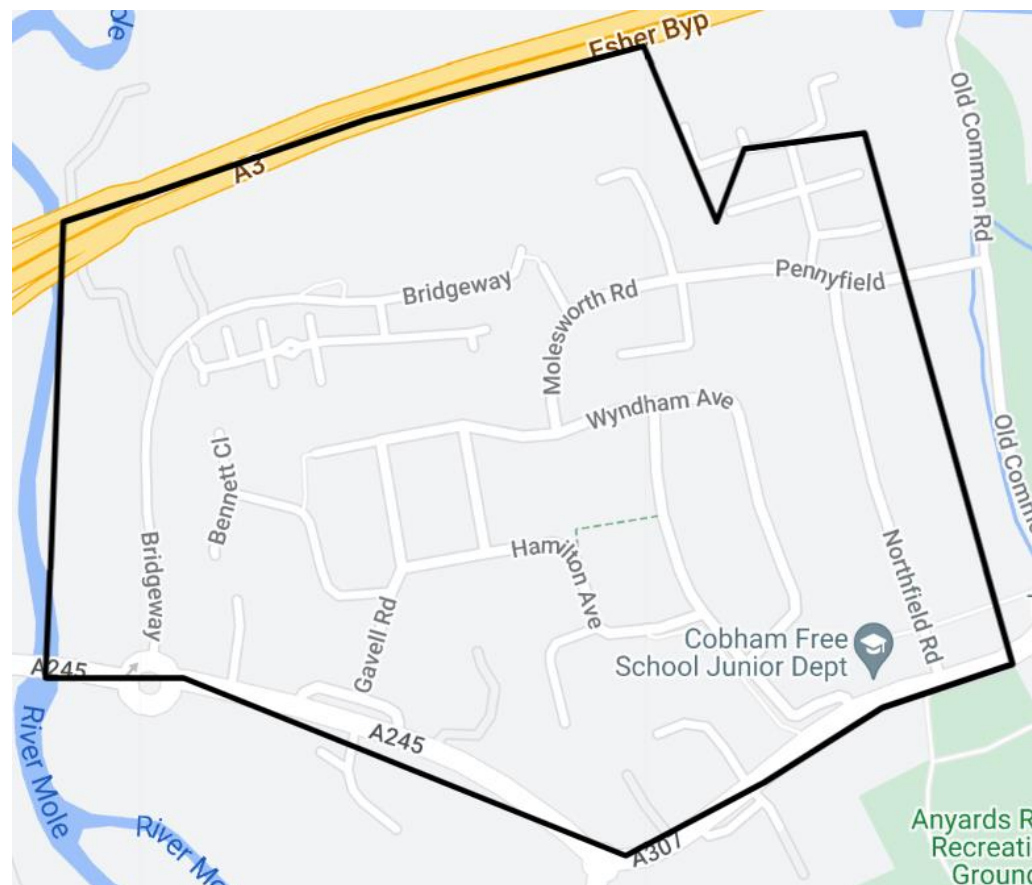 ole
Esher Byp
A3
Old Common Rd
Pennyfield
Bridgeway
Molesworth Rd
Wyndham Ave
Bennett Cl
Old Commo
Bridgeway
Hamilton Ave
Northfield Rd
Gavell Rd
Cobham Free
School Junior Dept
A245
A245
River Mole
River Mo
A307
Anyards R
Recreati
Ground